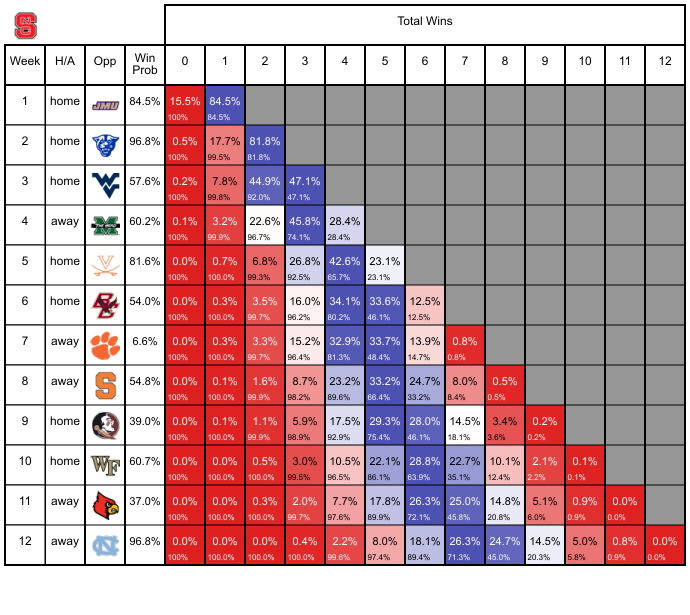 S
Total Wins
Week H/A Opp Win Prob 0 1 2 3 4 5 6 7 8 9 10 11 12
1 home JMU 84.5% 15.5% 84.5%
100% 84.5%
2 home 96.8% 0.5% 17.7% 81.8%
100% 99.5% 81.8%
3 home WV 57.6% 0.2% 7.8% 44.9% 47.1%
100% 99.8% 92.0% 47.1%
4 away M THE HERD 60.2% 0.1% 3.2% 22.6% 45.8% 28.4%
100% 99.9% 96.7% 74.1% 28.4%
5 home V 81.6% 0.0% 0.7% 6.8% 26.8% 42.6% 23.1%
100% 100.0% 99.3% 92.5% 65.7% 23.1%
6 home BC 54.0% 0.0% 0.3% 3.5% 16.0% 34.1% 33.6% 12.5%
100% 100.0% 99.7% 96.2% 80.2% 46.1% 12.5%
7 away 6.6% 0.0% 0.3% 3.3% 15.2% 32.9% 33.7% 13.9% 0.8%
100% 100.0% 99.7% 96.4% 81.3% 48.4% 14.7% 0.8%
8 away S 54.8% 0.0% 0.1% 1.6% 8.7% 23.2% 33.2% 24.7% 8.0% 0.5%
100% 100.0% 99.9% 98.2% 89.6% 66.4% 33.2% 8.4% 0.5%
9 home 39.0% 0.0% 0.1% 1.1% 5.9% 17.5% 29.3% 28.0% 14.5% 3.4% 0.2%
100% 100.0% 99.9% 98.9% 92.9% 75.4% 46.1% 18.1% 3.6% 0.2%
10 home WF 60.7% 0.0% 0.0% 0.5% 3.0% 10.5% 22.1% 28.8% 22.7% 10.1% 2.1% 0.1%
100% 100.0% 100.0% 99.5% 96.5% 86.1% 63.9% 35.1% 12.4% 2.2% 0.1%
11 away 37.0% 0.0% 0.0% 0.3% 2.0% 7.7% 17.8% 26.3% 25.0% 14.8% 5.1% 0.9% 0.0%
100% 100.0% 100.0% 99.7% 97.6% 89.9% 72.1% 45.8% 20.8% 6.0% 0.9% 0.0%
12 away NC 96.8% 0.0% 0.0% 0.0% 0.4% 2.2% 8.0% 18.1% 26.3% 24.7% 14.5% 5.0% 0.8% 0.0%
100% 100.0% 100.0% 100.0% 99.6% 97.4% 89.4% 71.3% 45.0% 20.3% 5.8% 0.9% 0.0%